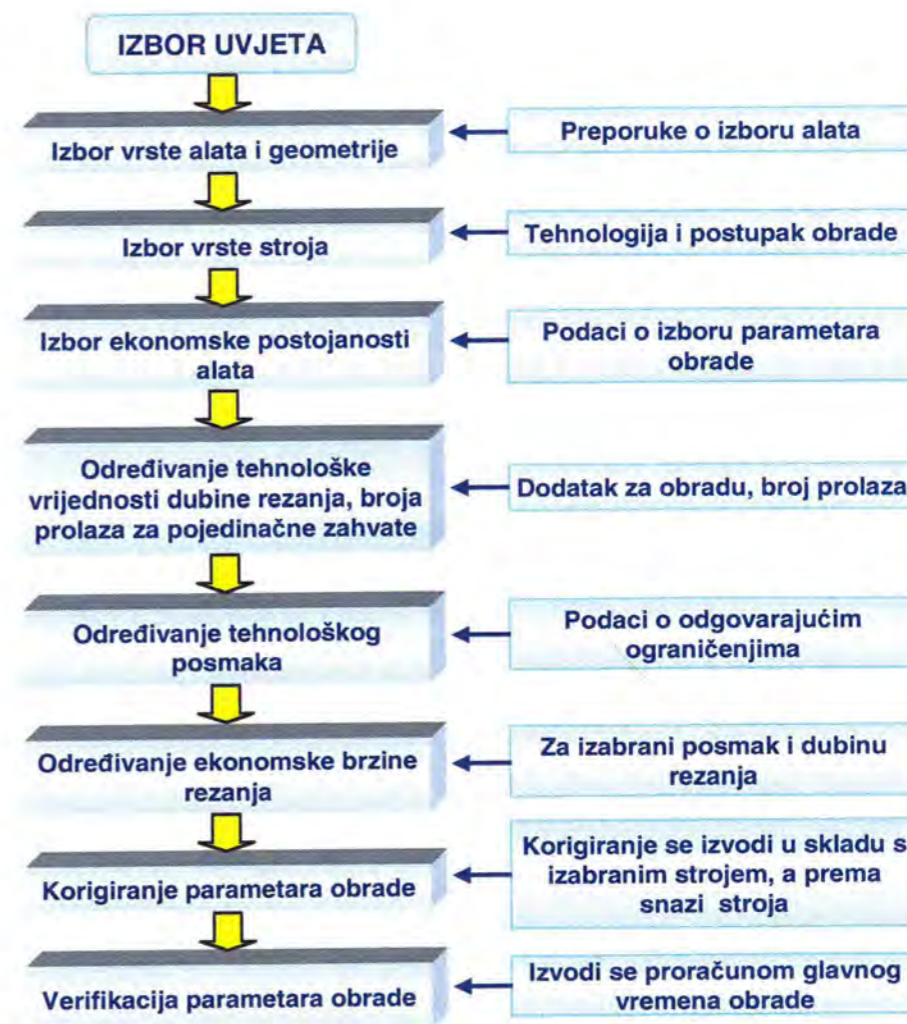 IZBOR UVJETA
Izbor vrste alata i geometrije
Preporuke o izboru alata
Izbor vrste stroja
Tehnologija i postupak obrade
Izbor ekonomske postojanosti
alata
Podaci o izboru parametara
obrade
Određivanje tehnološke
vrijednosti dubine rezanja, broja
prolaza za pojedinačne zahvate
Dodatak za obradu, broj prolaza
Određivanje tehnološkog
posmaka
Podaci o odgovarajućim
ograničenjima
Određivanje ekonomske brzine
rezanja
Za izabrani posmak i dubinu
rezanja
Korigiranje parametara obrade
Korigiranje se izvodi u skladu s
izabranim strojem, a prema
snazi stroja
Verifikacija parametara obrade
Izvodi se proračunom glavnog
vremena obrade